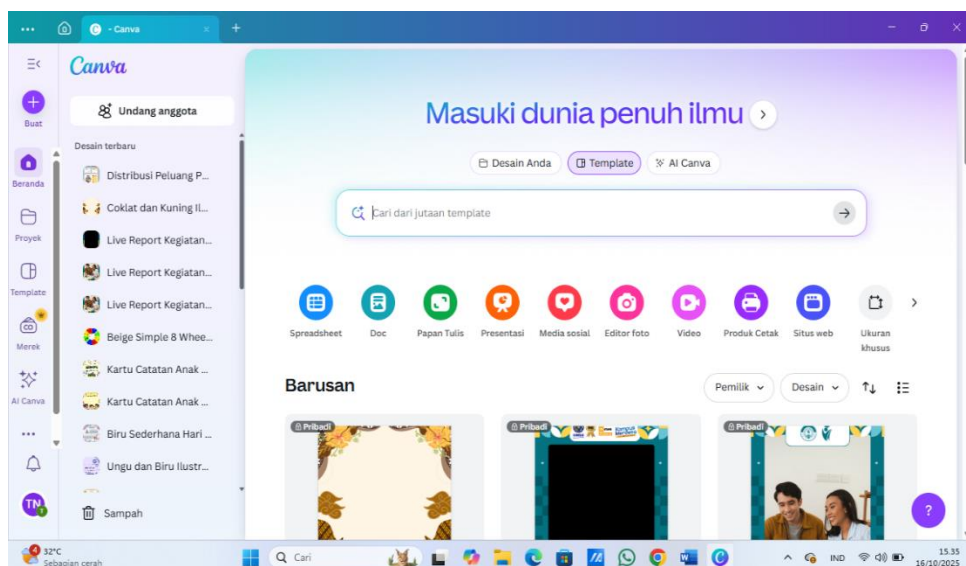 - Canva
Canva
Undang anggota
Buat
Desain terbaru
Beranda
Proyek
Template
Merek
AI Canva
Distribusi Peluang P...
Coklat dan Kuning Il...
Live Report Kegiatan...
Live Report Kegiatan...
Live Report Kegiatan...
Beige Simple 8 Whee...
Kartu Catatan Anak ...
Kartu Catatan Anak ...
Biru Sederhana Hari ...
Ungu dan Biru Ilustr...
TN
Sampah
Masuki dunia penuh ilmu
Desain Anda Template AI Canva
Cari dari jutaan template
Spreadsheet Doc Papan Tulis Presentasi Media sosial Editor foto Video Produk Cetak Situs web Ukuran khusus
Barusan
Pemilik Desain
Pribadi Pribadi Pribadi
?
4 32°C
Sebagian cerah
Cari
IND
15.35
16/10/2025